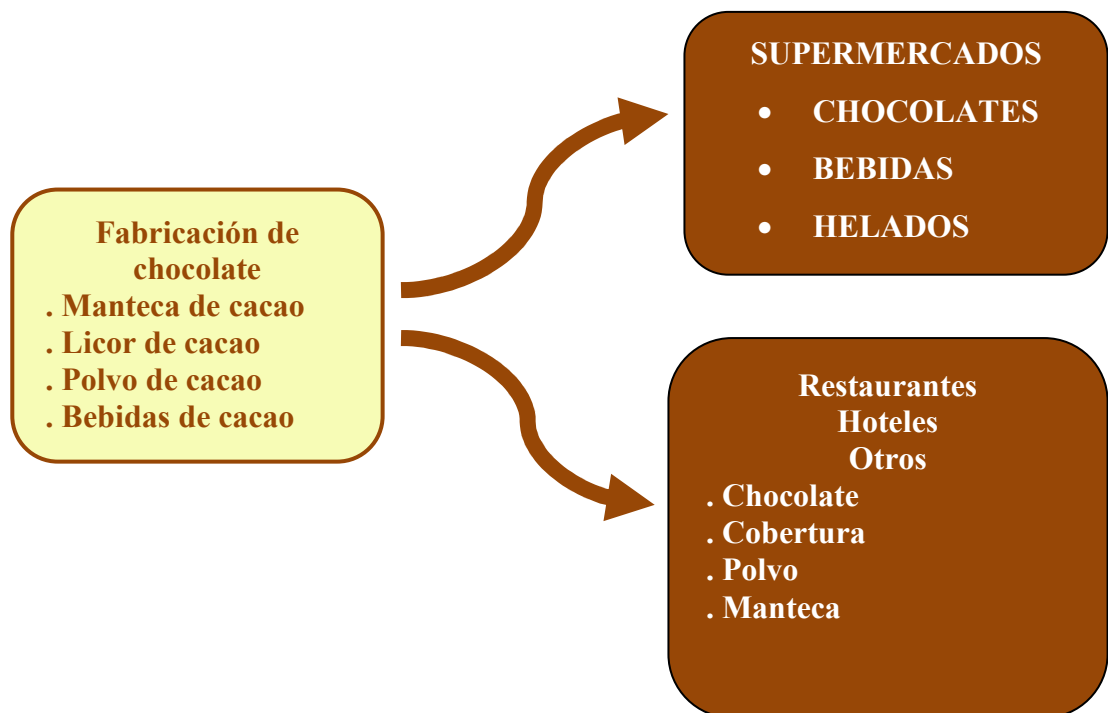 Fabricación de
chocolate
. Manteca de cacao
. Licor de cacao
. Polvo de cacao
. Bebidas de cacao
SUPERMERCADOS
• CHOCOLATES
• BEBIDAS
• HELADOS
Restaurantes
Hoteles
Otros
. Chocolate
. Cobertura
. Polvo
. Manteca